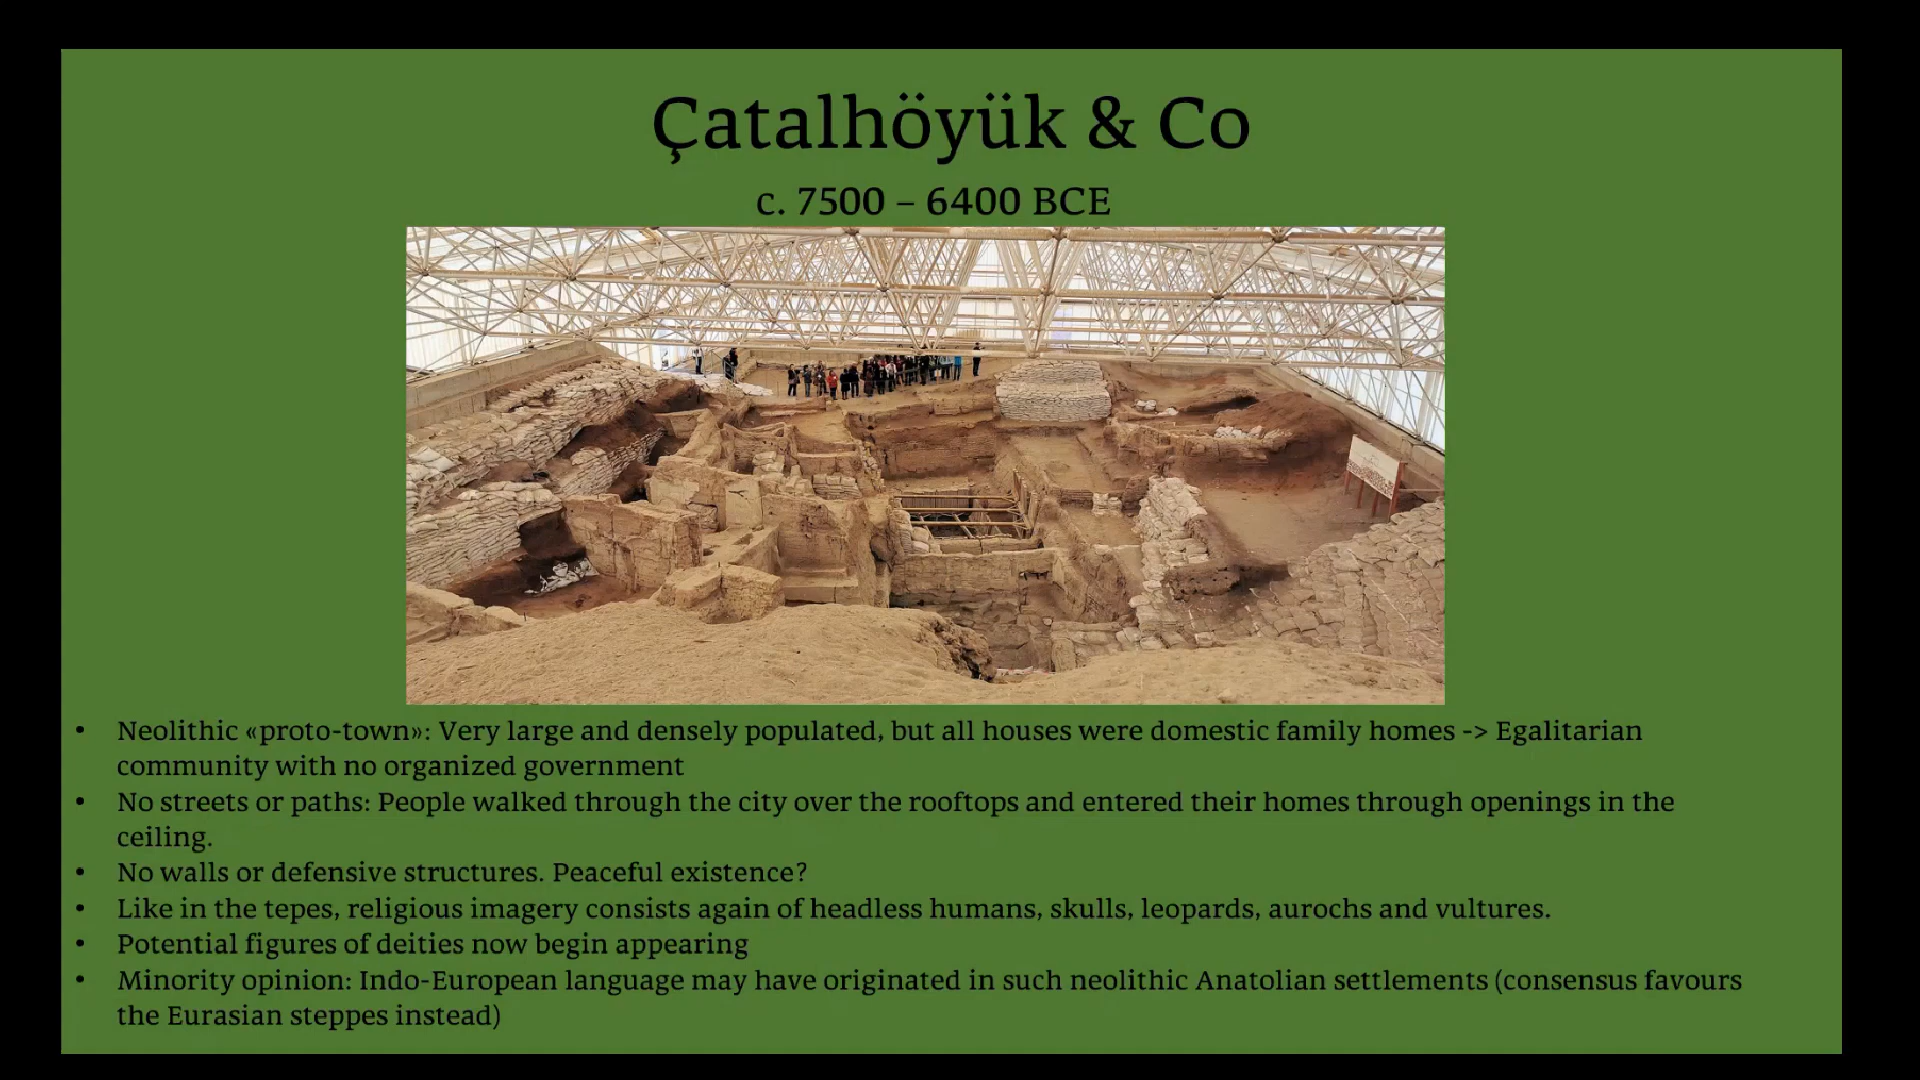 Çatalhöyük & Co
c. 7500 – 6400 BCE
• Neolithic «proto-town»: Very large and densely populated, but all houses were domestic family homes -> Egalitarian
community with no organized government
• No streets or paths: People walked through the city over the rooftops and entered their homes through openings in the
ceiling.
• No walls or defensive structures. Peaceful existence?
• Like in the tepes, religious imagery consists again of headless humans, skulls, leopards, aurochs and vultures.
• Potential figures of deities now begin appearing
• Minority opinion: Indo-European language may have originated in such neolithic Anatolian settlements (consensus favours
the Eurasian steppes instead)